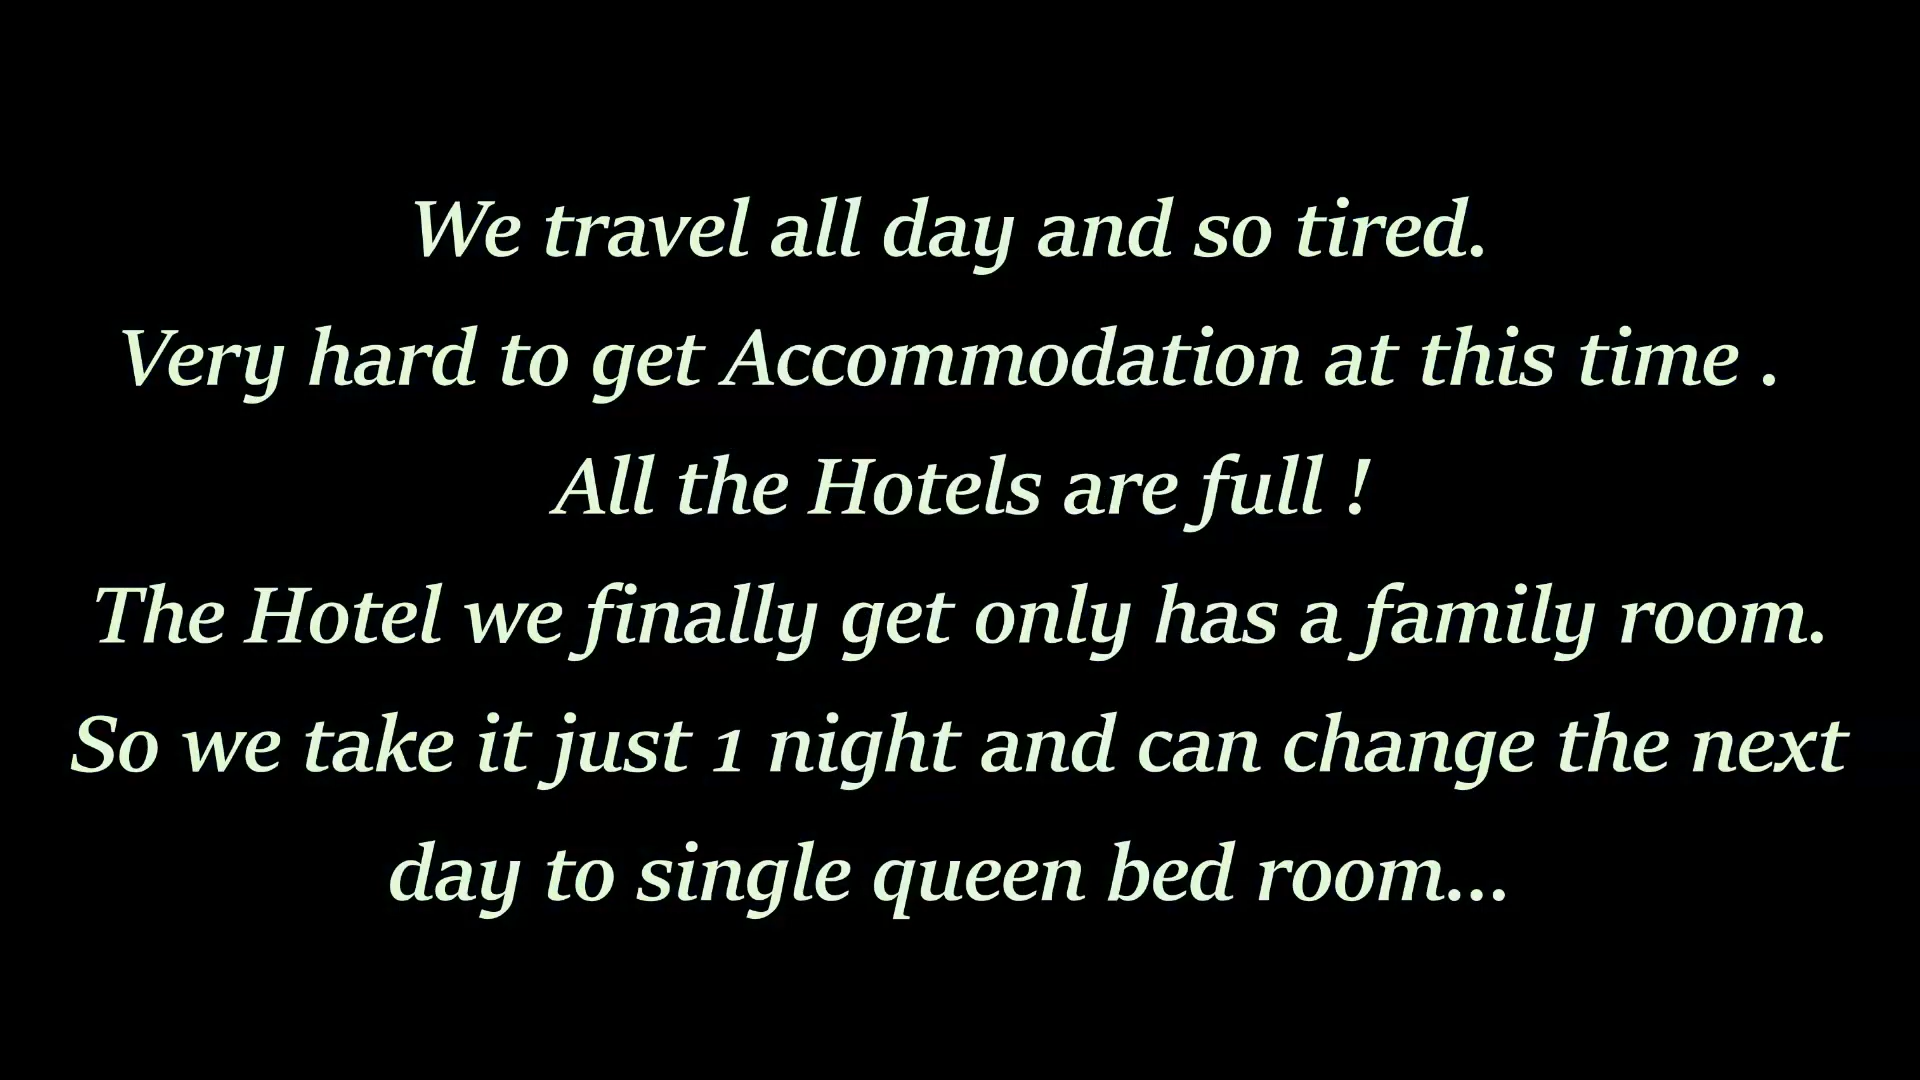 We travel all day and so tired.
Very hard to get Accommodation at this time .
All the Hotels are full !
The Hotel we finally get only has a family room.
So we take it just 1 night and can change the next
day to single queen bed room...